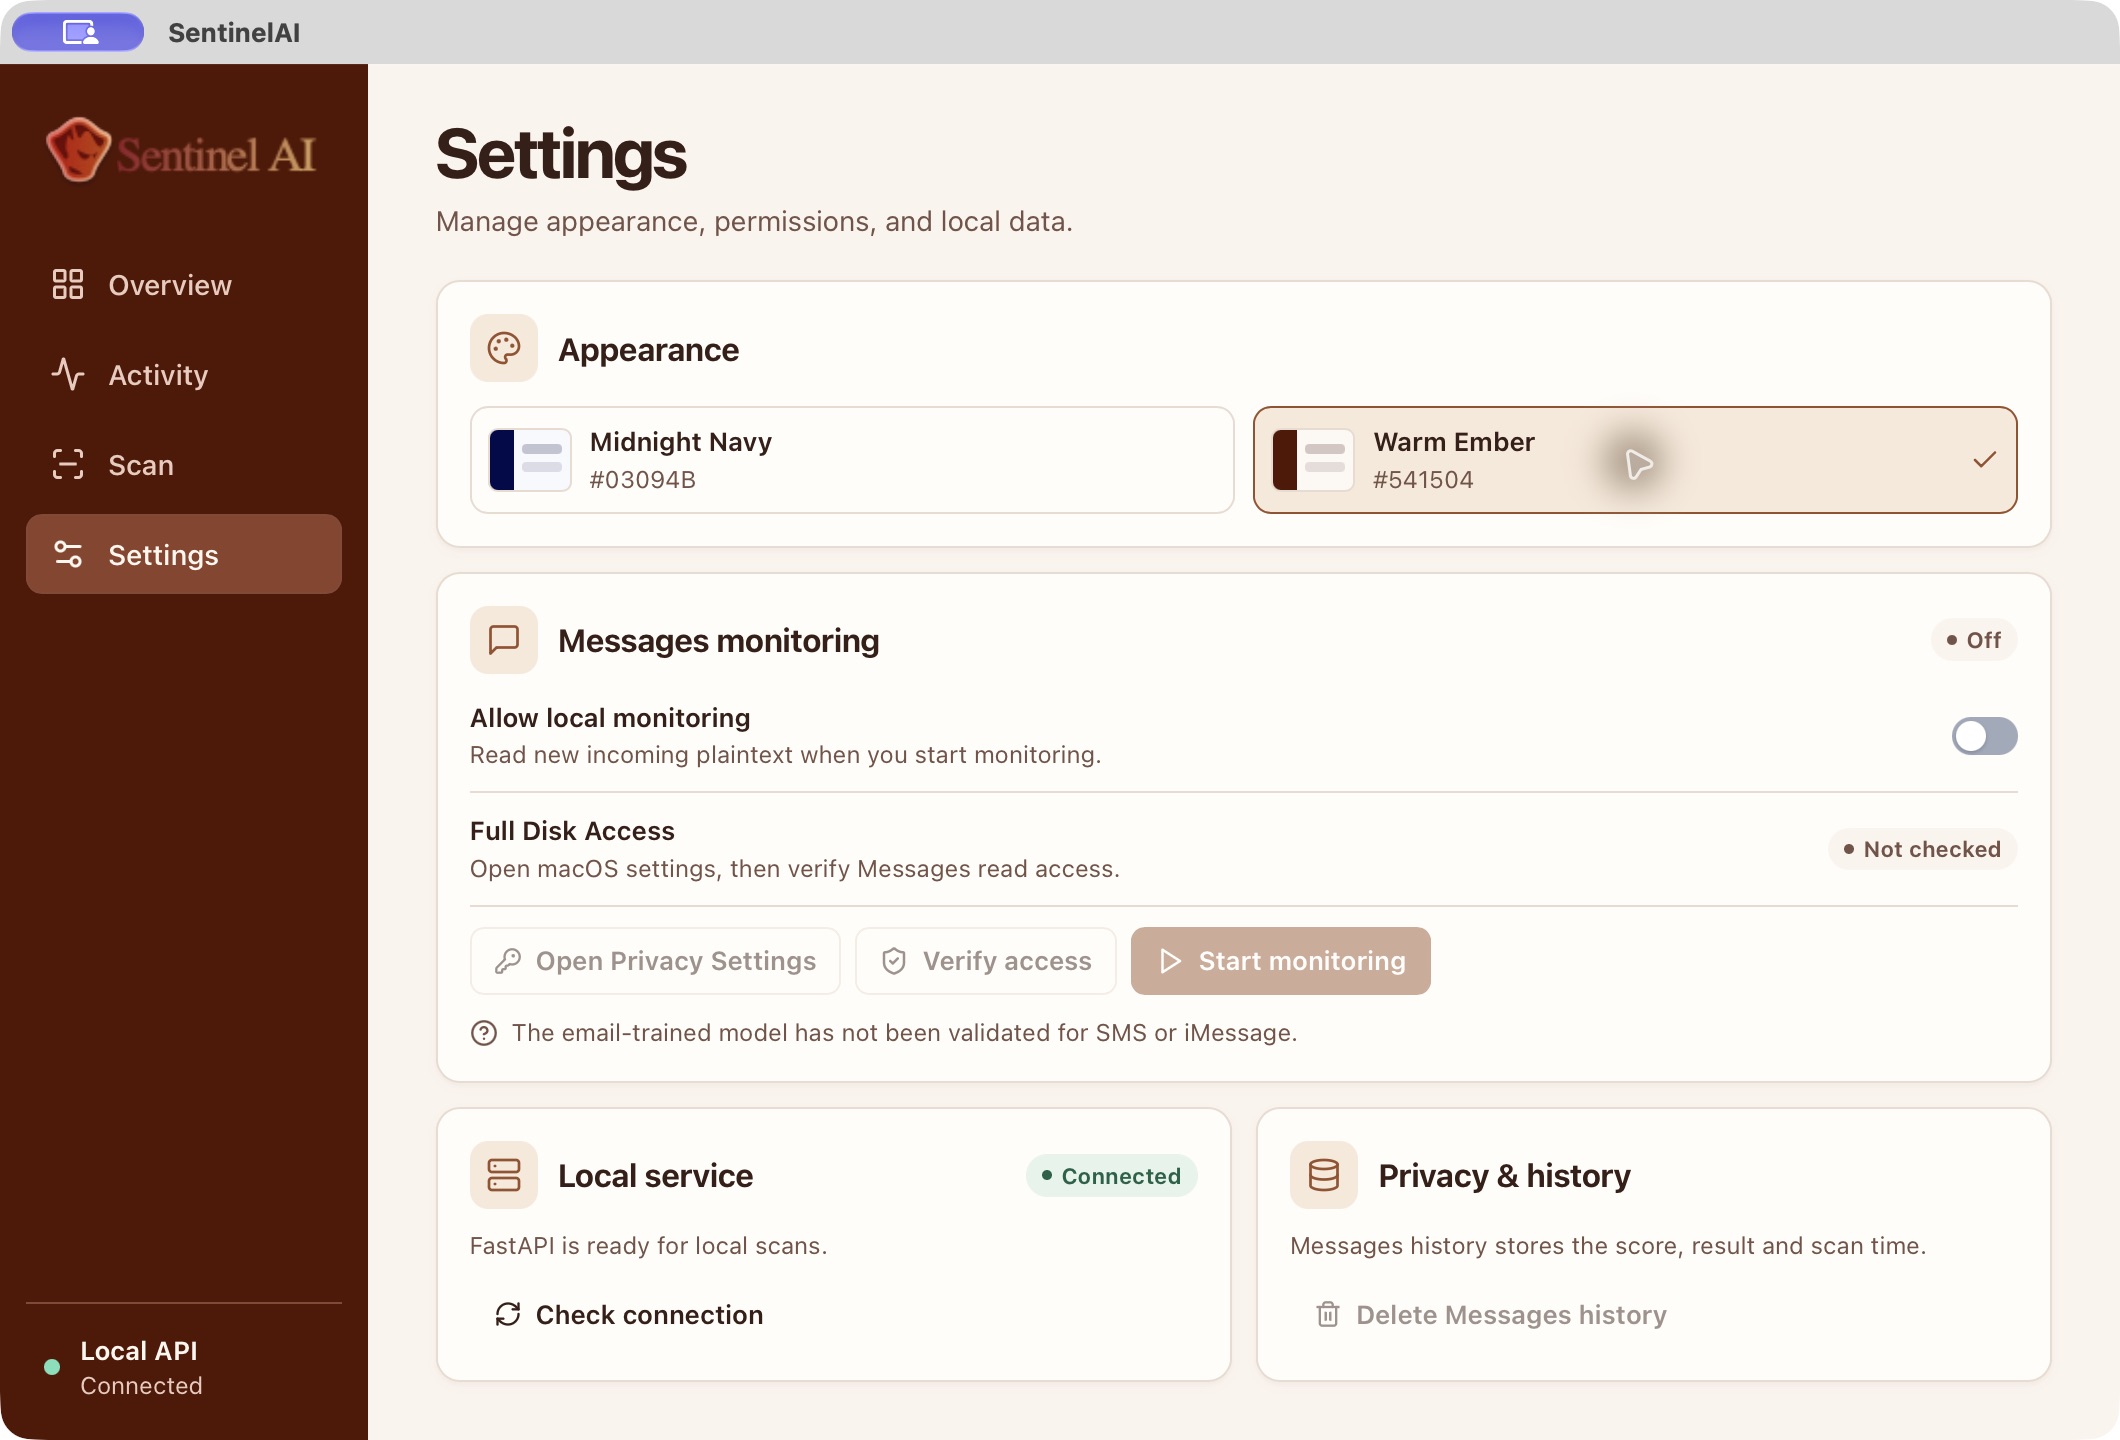 SentinelAI
Sentinel AI
Overview
Activity
Scan
Settings
Local API
Connected
Settings
Manage appearance, permissions, and local data.
Appearance
Midnight Navy
#03094B
Warm Ember
#541504
Messages monitoring
Off
Allow local monitoring
Read new incoming plaintext when you start monitoring.
Full Disk Access
Open macOS settings, then verify Messages read access.
Not checked
Open Privacy Settings
Verify access
Start monitoring
The email-trained model has not been validated for SMS or iMessage.
Local service
Connected
FastAPI is ready for local scans.
Check connection
Privacy & history
Messages history stores the score, result and scan time.
Delete Messages history